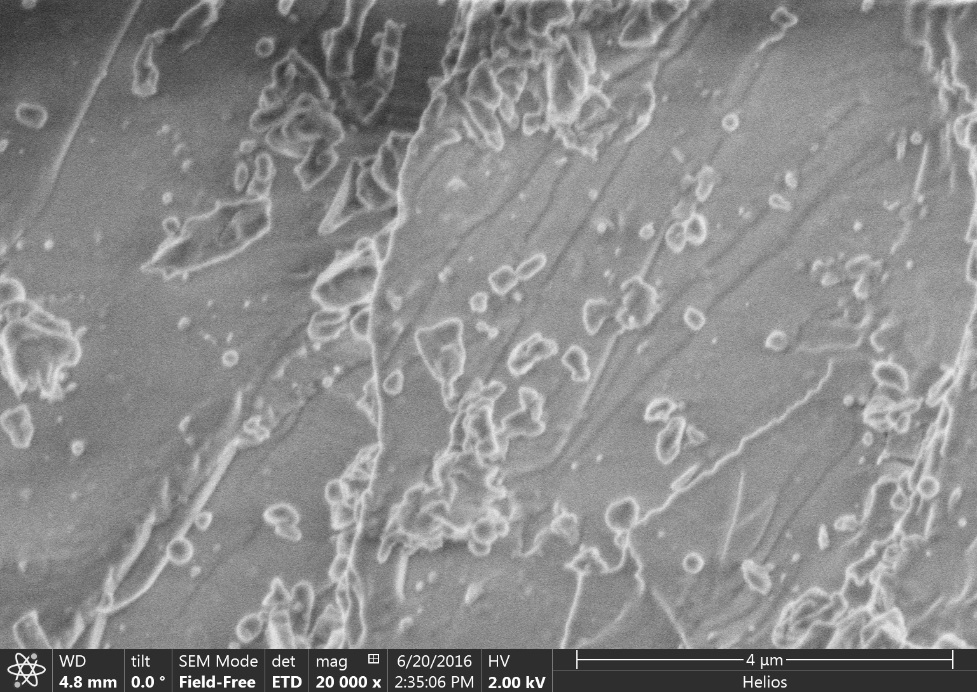 WD
4.8 mm
tilt
0.0 °
SEM Mode
Field-Free
det
ETD
mag
20 000 x
6/20/2016
2:35:06 PM
HV
2.00 kV
4 µm
Helios